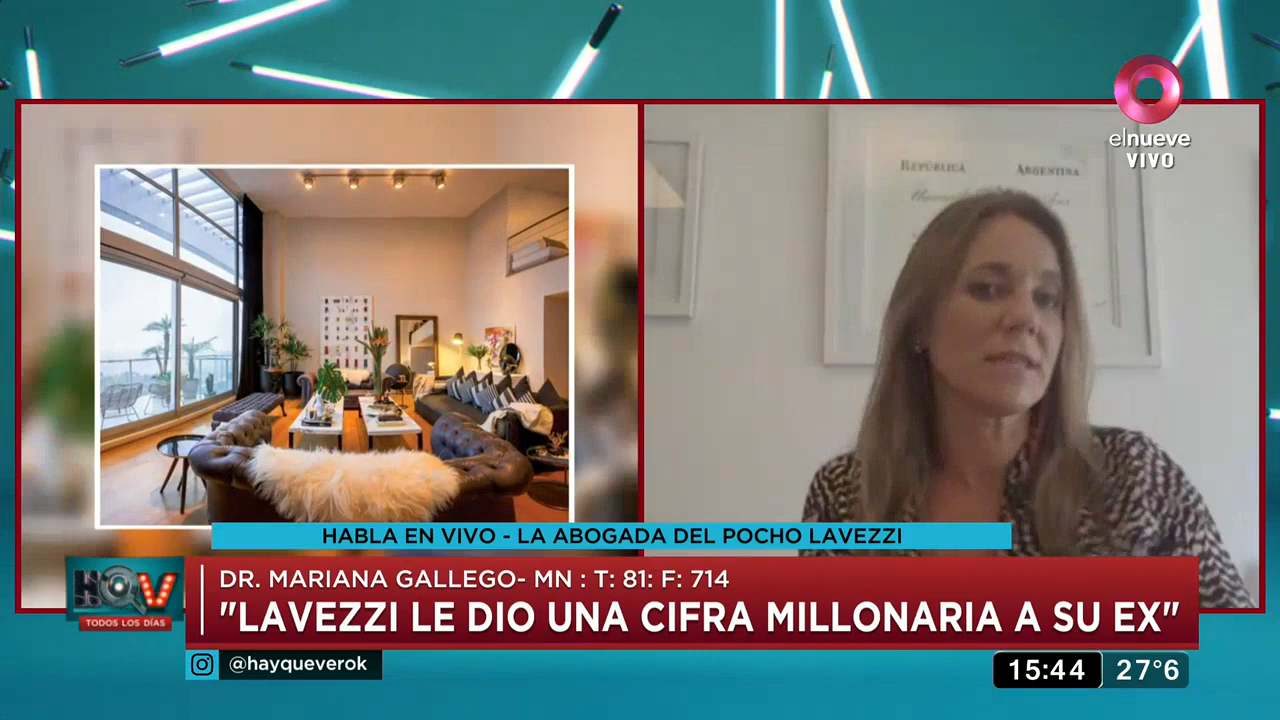 elnueve
VIVO
REPÚBLICA ARGENTINA
HABLA EN VIVO - LA ABOGADA DEL POCHO LAVEZZI
HQV
TODOS LOS DÍAS
DR. MARIANA GALLEGO- MN : T: 81: F: 714
"LAVEZZI LE DIO UNA CIFRA MILLONARIA A SU EX"
@hayqueverok
15:44 27°6